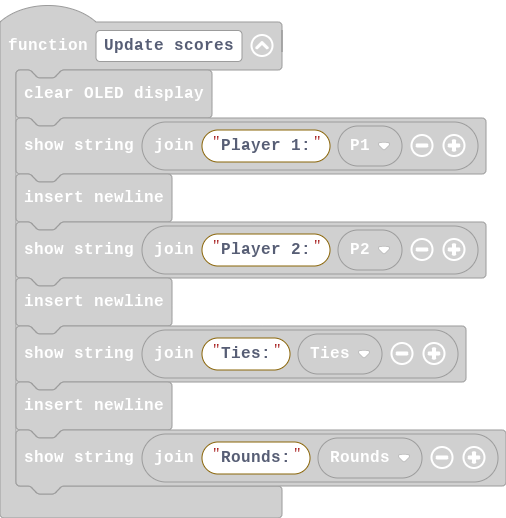 function Update scores
clear OLED display
show string join "Player 1:" P1
insert newline
show string join "Player 2:" P2
insert newline
show string join "Ties:" Ties
insert newline
show string join "Rounds:" Rounds